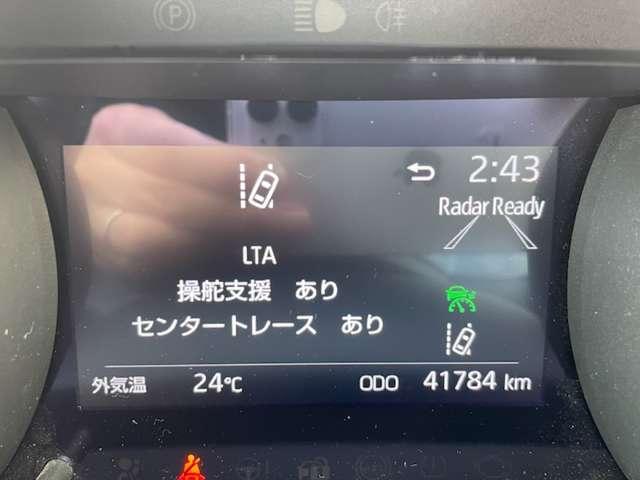 2:43
Radar Ready
LTA
操舵支援 あり
センタートレース あり
外気温 24℃ ODO 41784 km